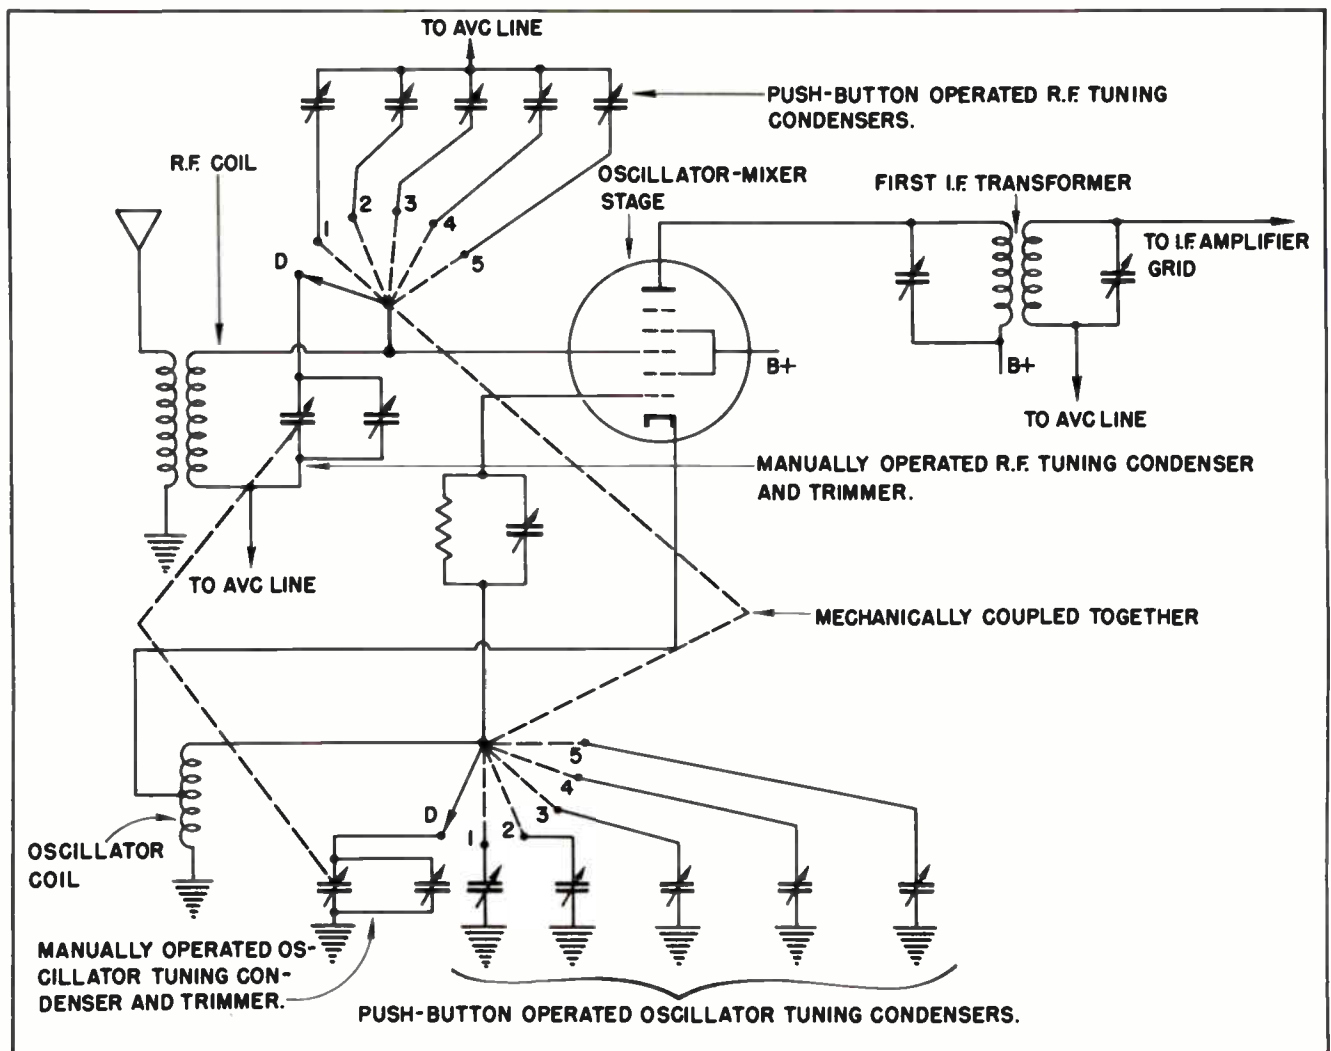 TO AVC LINE
PUSH-BUTTON OPERATED R.F. TUNING
CONDENSERS.
R.F. COIL
OSCILLATOR-MIXER
STAGE
FIRST I.F. TRANSFORMER
TO I.F. AMPLIFIER
GRID
1
2
3
4
5
D
B+
B+
TO AVC LINE
MANUALLY OPERATED R.F. TUNING CONDENSER
AND TRIMMER.
TO AVC LINE
MECHANICALLY COUPLED TOGETHER
5
4
3
2
1
D
OSCILLATOR
COIL
MANUALLY OPERATED OS-
CILLATOR TUNING CON-
DENSER AND TRIMMER.
PUSH-BUTTON OPERATED OSCILLATOR TUNING CONDENSERS.